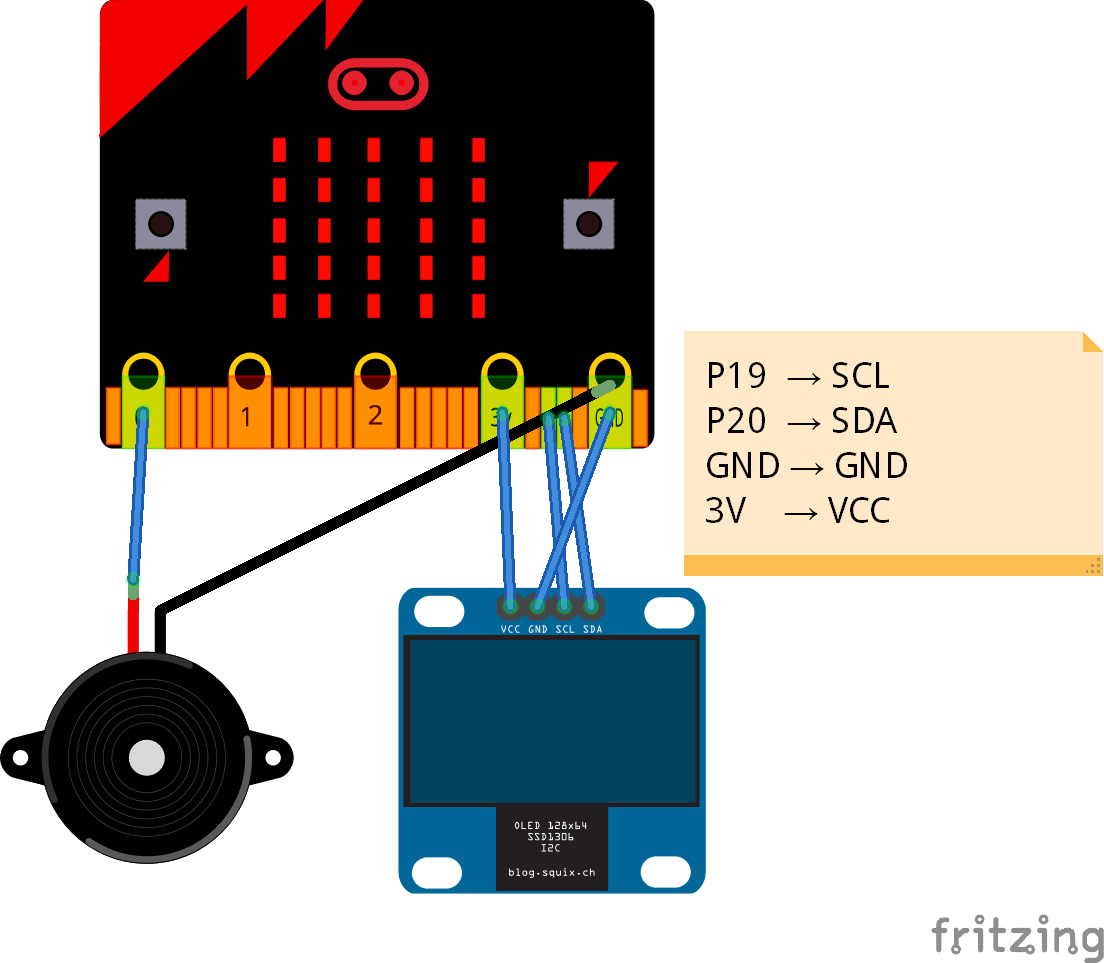 0
1
2
3V
GND
P19 → SCL
P20 → SDA
GND → GND
3V → VCC
VCC GND SCL SDA
OLED 128x64
SSD1306
I2C
blog.squix.ch
fritzing